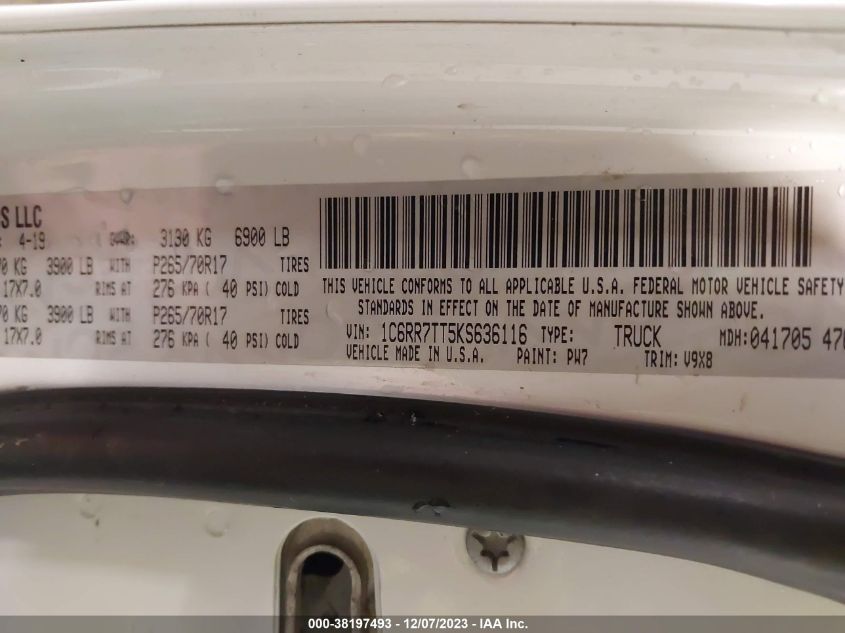 S LLC
: 4-19 GVWR: 3130 KG 6900 LB
0 KG 3900 LB WITH P265/70R17 TIRES
17X7.0 RIMS AT 276 KPA ( 40 PSI) COLD
0 KG 3900 LB WITH P265/70R17 TIRES
17X7.0 RIMS AT 276 KPA ( 40 PSI) COLD
THIS VEHICLE CONFORMS TO ALL APPLICABLE U.S.A. FEDERAL MOTOR VEHICLE SAFETY
STANDARDS IN EFFECT ON THE DATE OF MANUFACTURE SHOWN ABOVE.
VIN: 1C6RR7TT5KS636116 TYPE: TRUCK MDH:041705 470
VEHICLE MADE IN U.S.A. PAINT: PW7 TRIM: V9X8
000-38197493 - 12/07/2023 - IAA Inc.